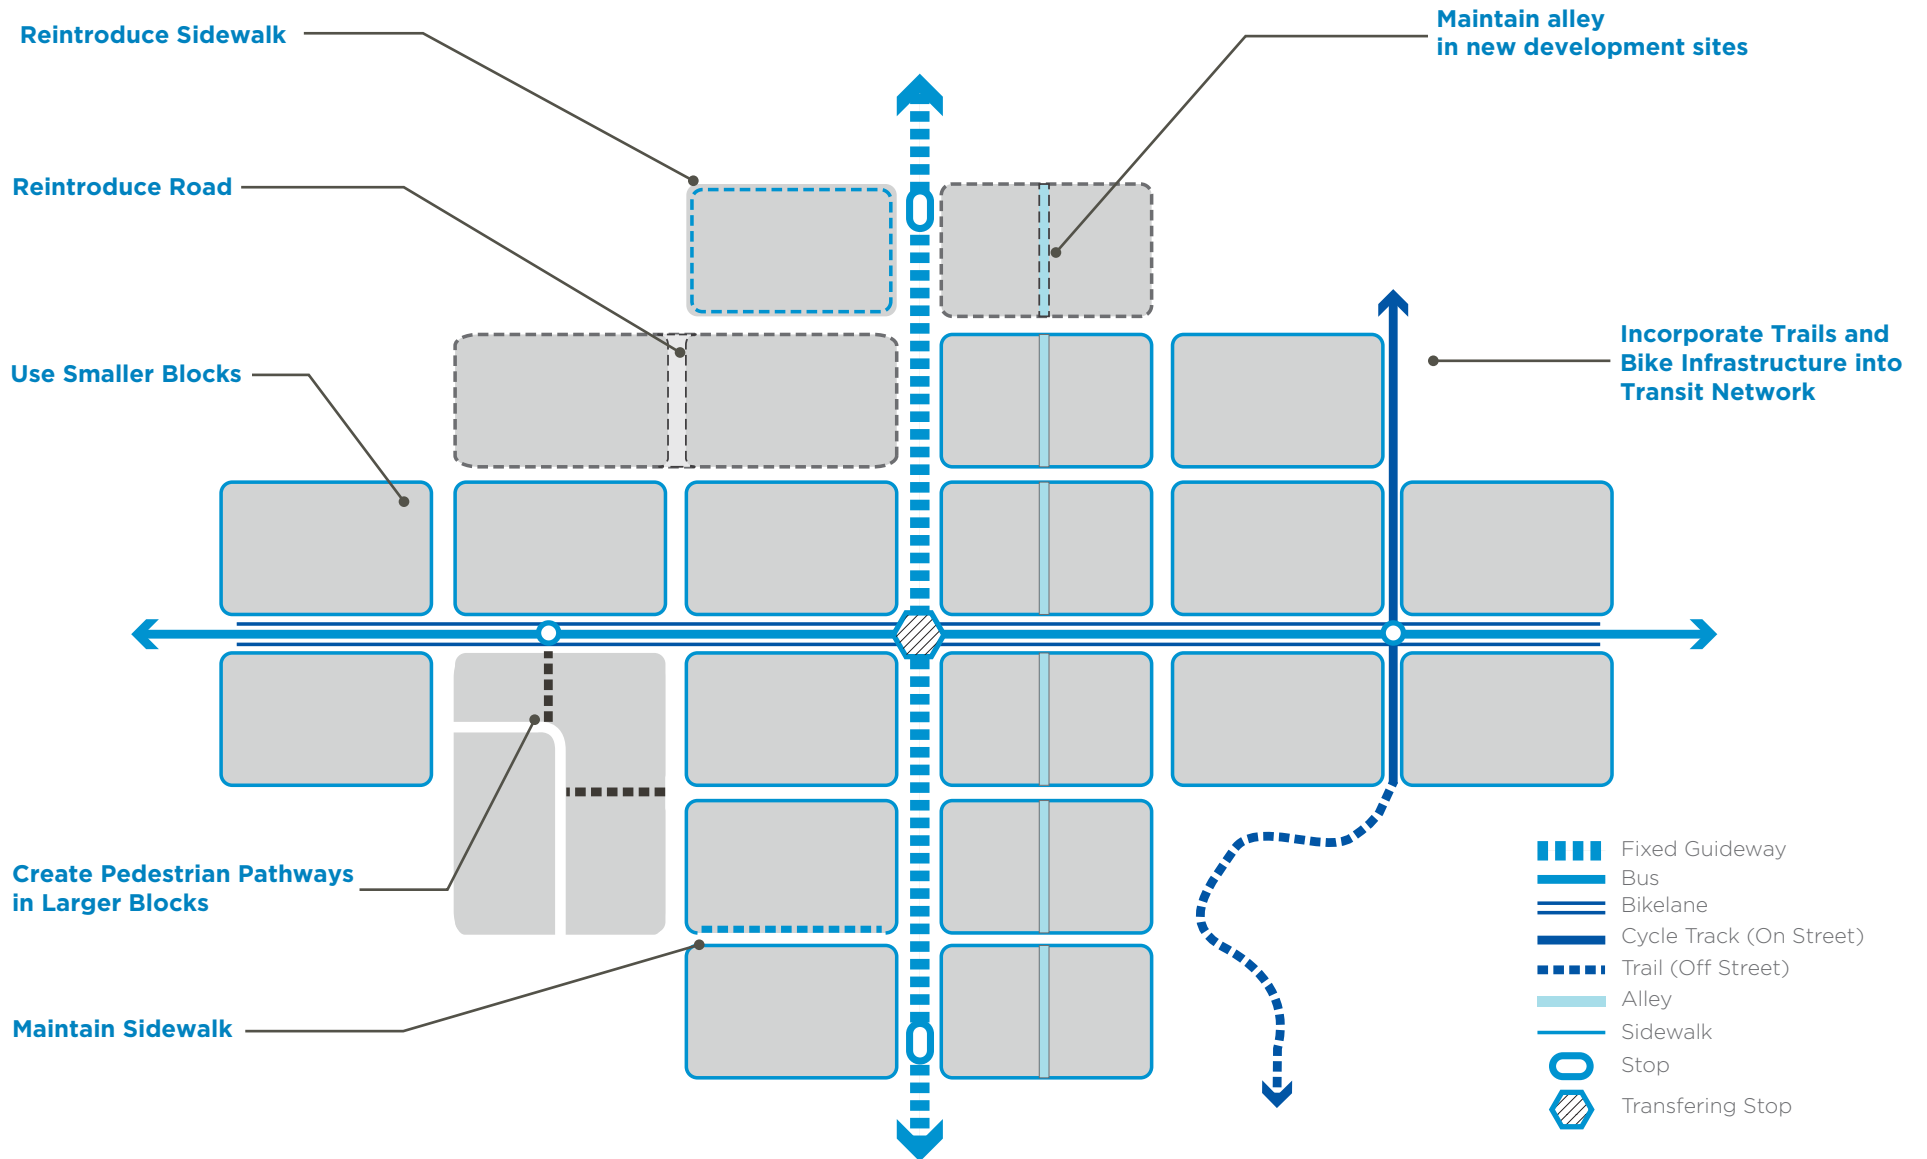 Reintroduce Sidewalk
Maintain alley
in new development sites
Reintroduce Road
Use Smaller Blocks
Incorporate Trails and
Bike Infrastructure into
Transit Network
Create Pedestrian Pathways
in Larger Blocks
Maintain Sidewalk
Fixed Guideway
Bus
Bikelane
Cycle Track (On Street)
Trail (Off Street)
Alley
Sidewalk
Stop
Transfering Stop